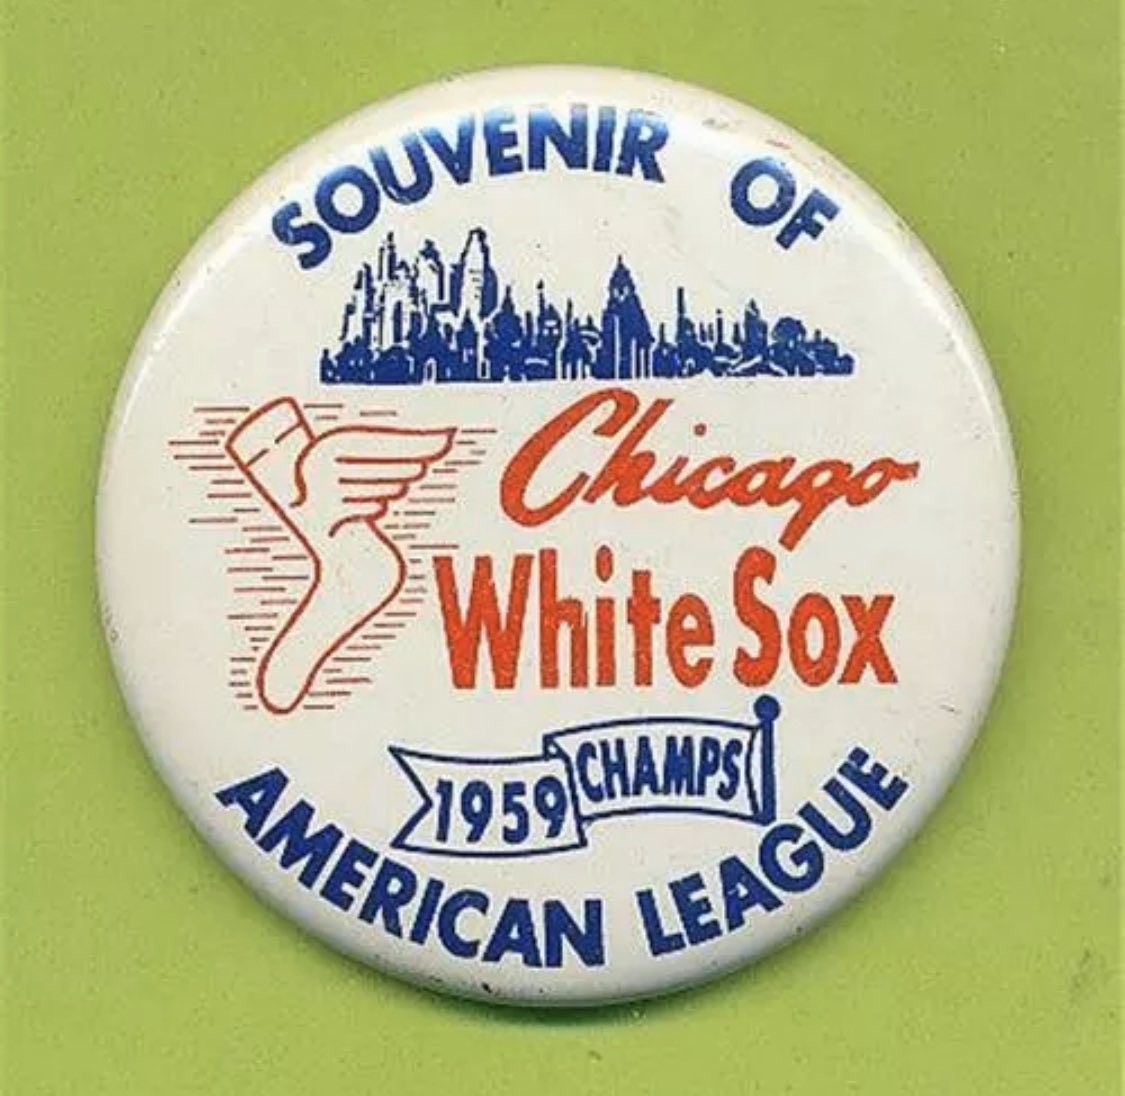 SOUVENIR OF
Chicago
White Sox
1959 CHAMPS
AMERICAN LEAGUE